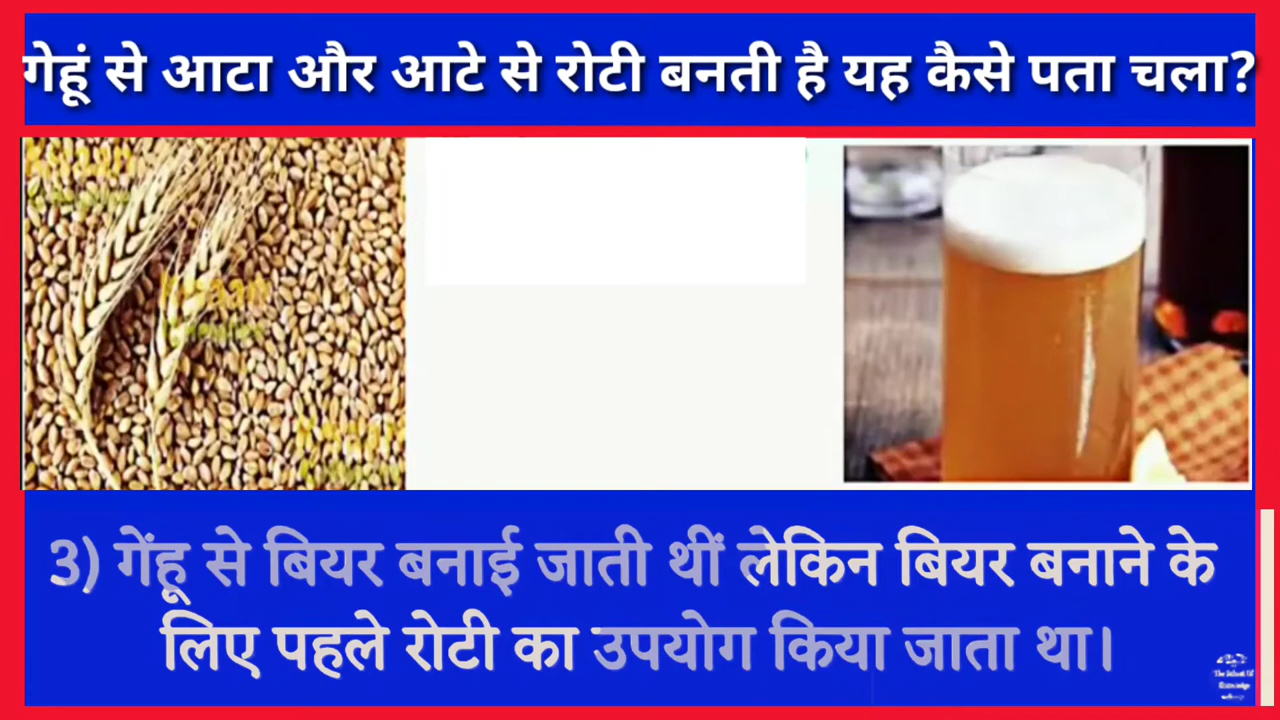 गेहूं से आटा और आटे से रोटी बनती है यह कैसे पता चला?
3) गेंहू से बियर बनाई जाती थीं लेकिन बियर बनाने के
लिए पहले रोटी का उपयोग किया जाता था।